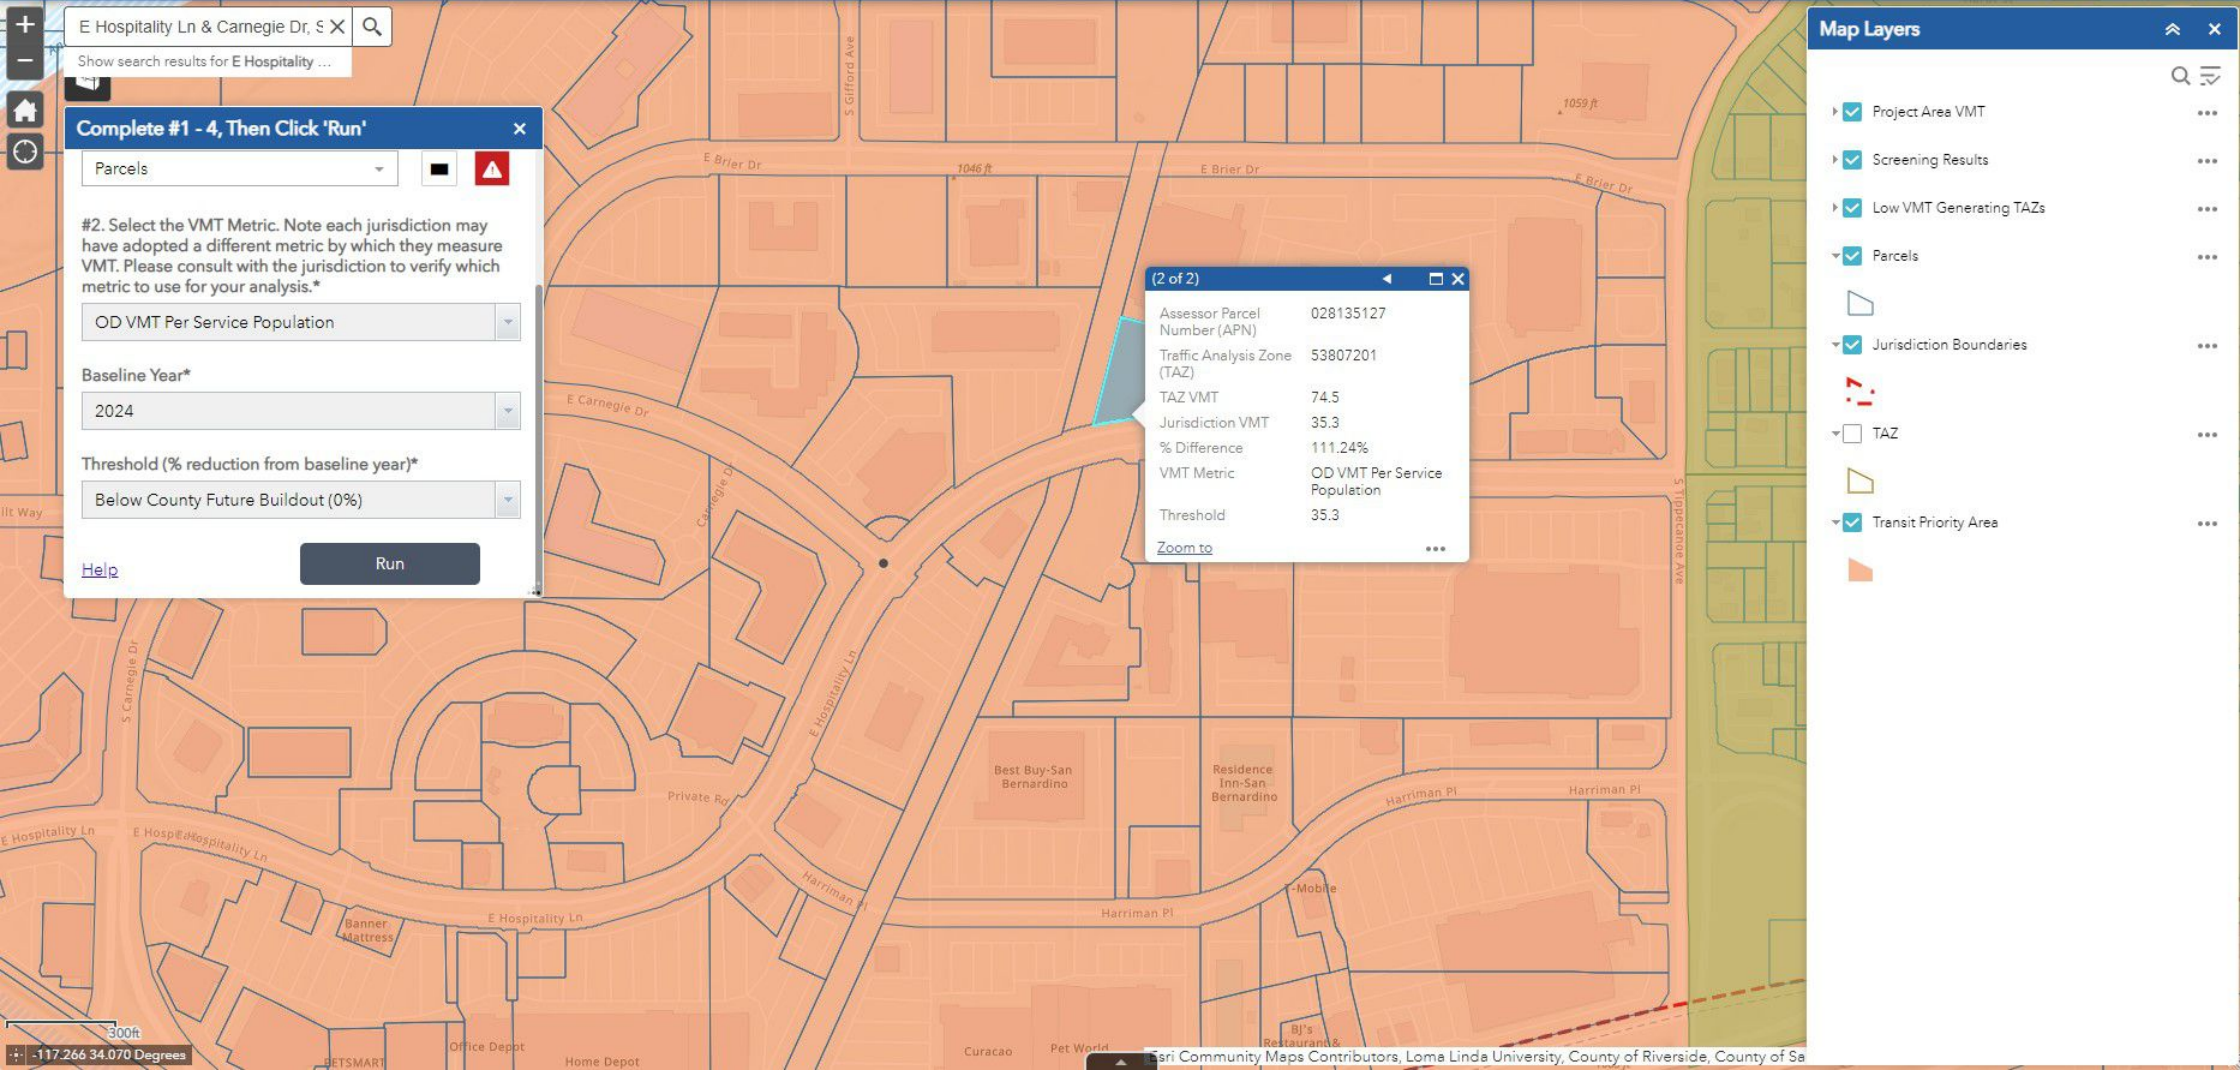 E Hospitality Ln & Carnegie Dr, S
Show search results for E Hospitality ...
Complete #1 - 4, Then Click 'Run'
Parcels
#2. Select the VMT Metric. Note each jurisdiction may
have adopted a different metric by which they measure
VMT. Please consult with the jurisdiction to verify which
metric to use for your analysis.*
OD VMT Per Service Population
Baseline Year*
2024
Threshold (% reduction from baseline year)*
Below County Future Buildout (0%)
Help
Run
(2 of 2)
Assessor Parcel
Number (APN)
028135127
Traffic Analysis Zone
(TAZ)
53807201
TAZ VMT
74.5
Jurisdiction VMT
35.3
% Difference
111.24%
VMT Metric
OD VMT Per Service
Population
Threshold
35.3
Zoom to
Map Layers
Project Area VMT
Screening Results
Low VMT Generating TAZs
Parcels
Jurisdiction Boundaries
TAZ
Transit Priority Area
S Gifford Ave
1059 ft
E Brier Dr
1046 ft
E Brier Dr
E Brier Dr
E Carnegie Dr
Carnegie Dr
S Tippecanoe Ave
ilt Way
S Carnegie Dr
E Hospitality Ln
Best Buy-San
Bernardino
Residence
Inn-San
Bernardino
Private Rd
Harriman Pl
Harriman Pl
E Hospitality Ln
E Hospitality Ln
Harriman Pl
T-Mobile
E Hospitality Ln
Harriman Pl
Banner
Mattress
300ft
-117.266 34.070 Degrees
PETSMART
Office Depot
Home Depot
Curacao
Pet World
BJ's
Restaurant &
Esri Community Maps Contributors, Loma Linda University, County of Riverside, County of Sa